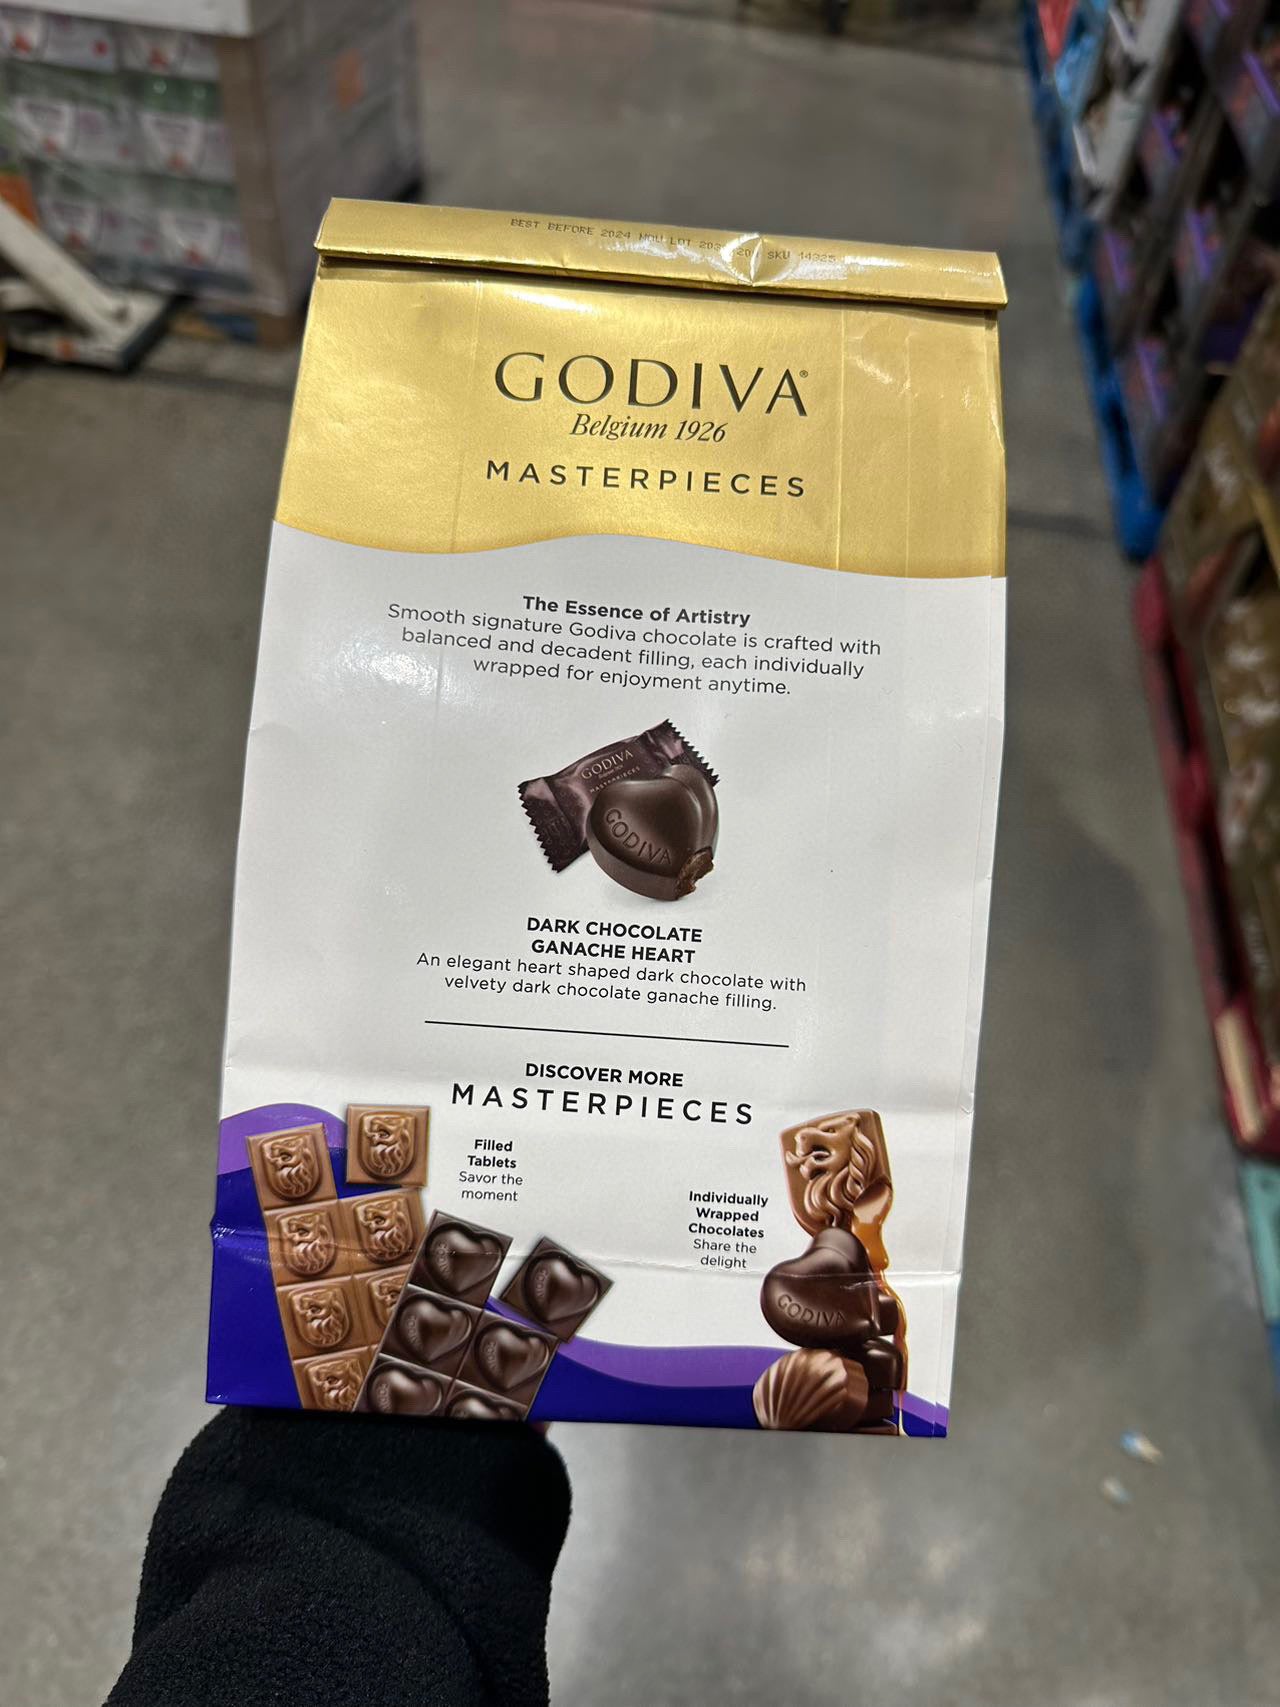 BEST BEFORE 2024 NOV LOT SKU
GODIVA®
Belgium 1926
MASTERPIECES
The Essence of Artistry
Smooth signature Godiva chocolate is crafted with
balanced and decadent filling, each individually
wrapped for enjoyment anytime.
GODIVA
MASTERPIECES
GODIVA
DARK CHOCOLATE
GANACHE HEART
An elegant heart shaped dark chocolate with
velvety dark chocolate ganache filling.
DISCOVER MORE
MASTERPIECES
Filled
Tablets
Savor the
moment
Individually
Wrapped
Chocolates
Share the
delight
GODIVA